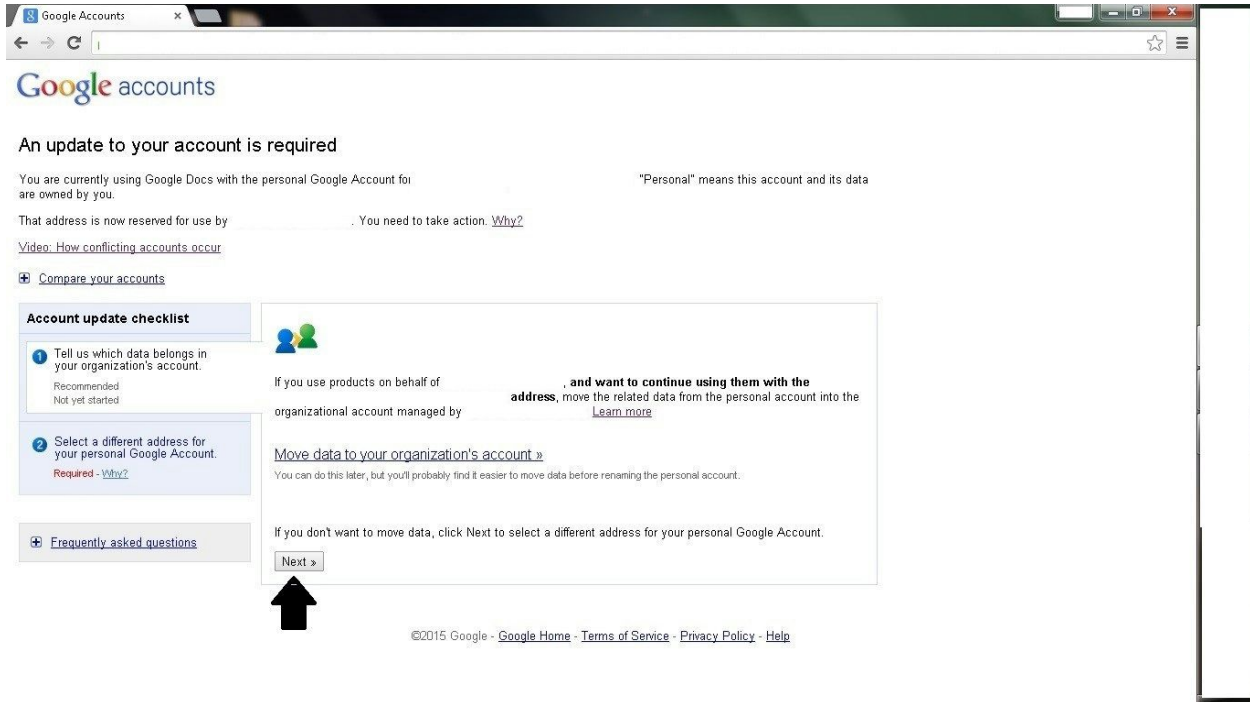 Google Accounts
Google accounts
An update to your account is required
You are currently using Google Docs with the personal Google Account for "Personal" means this account and its data
are owned by you.
That address is now reserved for use by . You need to take action. Why?
Video: How conflicting accounts occur
Compare your accounts
Account update checklist
1 Tell us which data belongs in
your organization's account.
Recommended
Not yet started
2 Select a different address for
your personal Google Account.
Required - Why?
Frequently asked questions
If you use products on behalf of , and want to continue using them with the
address, move the related data from the personal account into the
organizational account managed by Learn more
Move data to your organization's account »
You can do this later, but you'll probably find it easier to move data before renaming the personal account.
If you don't want to move data, click Next to select a different address for your personal Google Account.
Next »
©2015 Google - Google Home - Terms of Service - Privacy Policy - Help